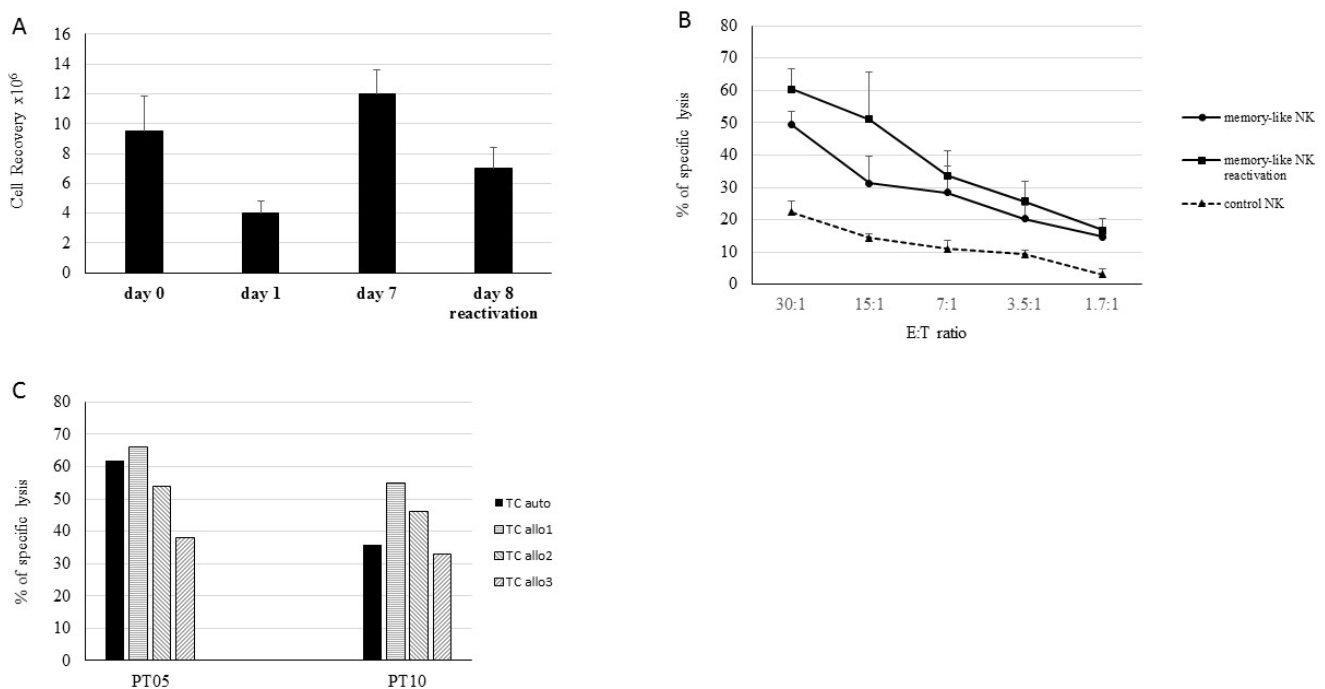 A
Cell Recovery x10⁶
16
14
12
10
8
6
4
2
0
day 0
day 1
day 7
day 8
reactivation
B
% of specific lysis
80
70
60
50
40
30
20
10
0
30:1
15:1
7:1
3.5:1
1.7:1
E:T ratio
memory-like NK
memory-like NK
reactivation
control NK
C
% of specific lysis
80
70
60
50
40
30
20
10
0
PT05
PT10
TC auto
TC allo1
TC allo2
TC allo3